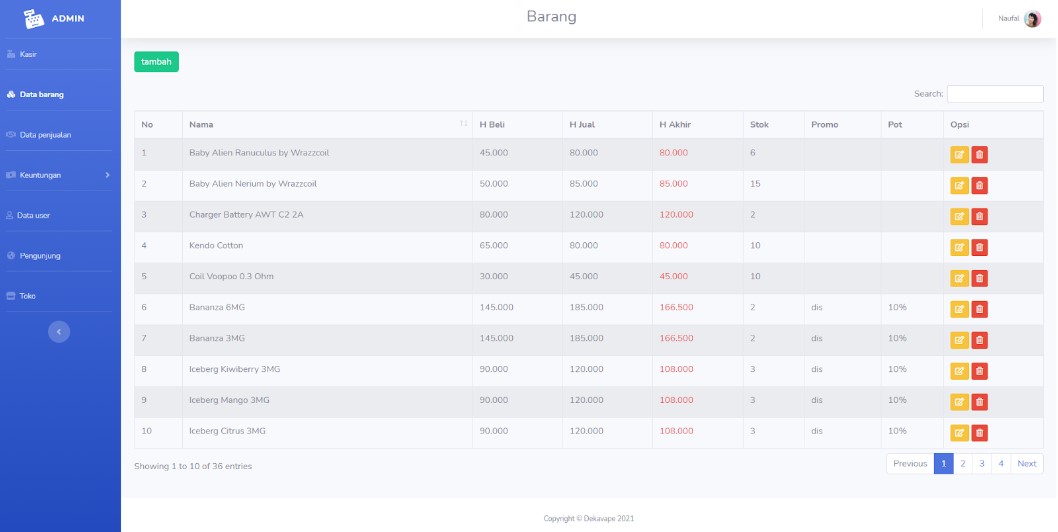 ADMIN
Barang
Naufal
Kasir
Data barang
Data penjualan
Keuntungan
Data user
Pengunjung
Toko
tambah
Search:
No Nama H Beli H Jual H Akhir Stok Promo Pot Opsi
1 Baby Alien Ranuculus by Wrazzcoil 45.000 80.000 80.000 6
2 Baby Alien Nerium by Wrazzcoil 50.000 85.000 85.000 15
3 Charger Battery AWT C2 2A 80.000 120.000 120.000 2
4 Kendo Cotton 65.000 80.000 80.000 10
5 Coil Voopoo 0.3 Ohm 30.000 45.000 45.000 10
6 Bananza 6MG 145.000 185.000 166.500 2 dis 10%
7 Bananza 3MG 145.000 185.000 166.500 2 dis 10%
8 Iceberg Kiwiberry 3MG 90.000 120.000 108.000 3 dis 10%
9 Iceberg Mango 3MG 90.000 120.000 108.000 3 dis 10%
10 Iceberg Citrus 3MG 90.000 120.000 108.000 3 dis 10%
Showing 1 to 10 of 36 entries
Previous 1 2 3 4 Next
Copyright © Dekavape 2021